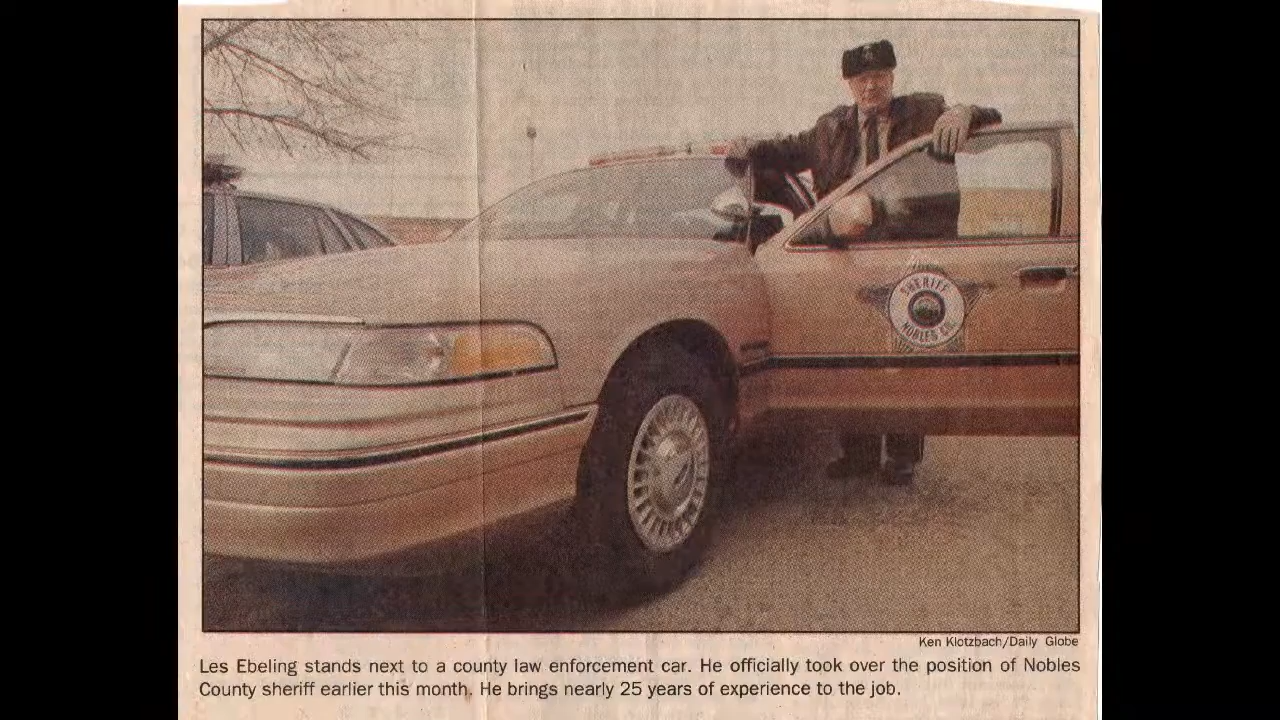 SHERIFF
NOBLES CO.
Ken Klotzbach/Daily Globe
Les Ebeling stands next to a county law enforcement car. He officially took over the position of Nobles
County sheriff earlier this month. He brings nearly 25 years of experience to the job.